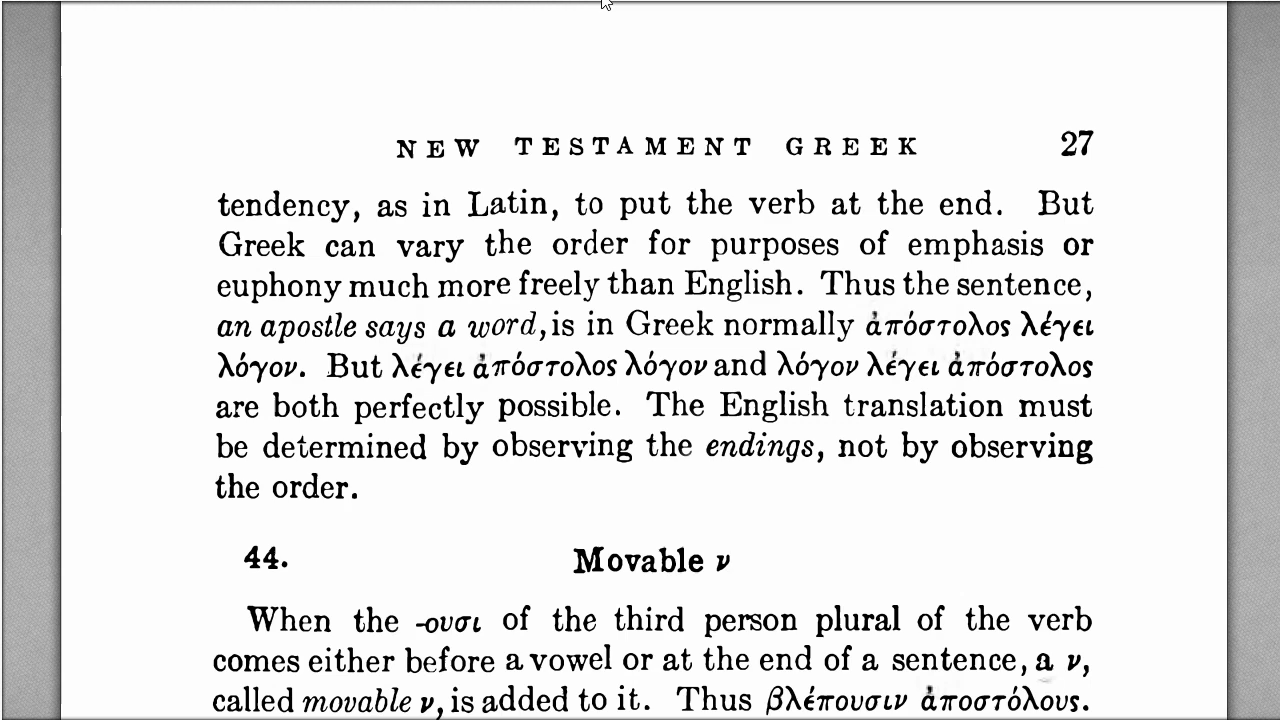 NEW TESTAMENT GREEK 27
tendency, as in Latin, to put the verb at the end. But
Greek can vary the order for purposes of emphasis or
euphony much more freely than English. Thus the sentence,
an apostle says a word, is in Greek normally ἀπόστολος λέγει
λόγον. But λέγει ἀπόστολος λόγον and λόγον λέγει ἀπόστολος
are both perfectly possible. The English translation must
be determined by observing the endings, not by observing
the order.
44. Movable ν
When the -ουσι of the third person plural of the verb
comes either before a vowel or at the end of a sentence, a ν,
called movable ν, is added to it. Thus βλέπουσιν ἀποστόλους.